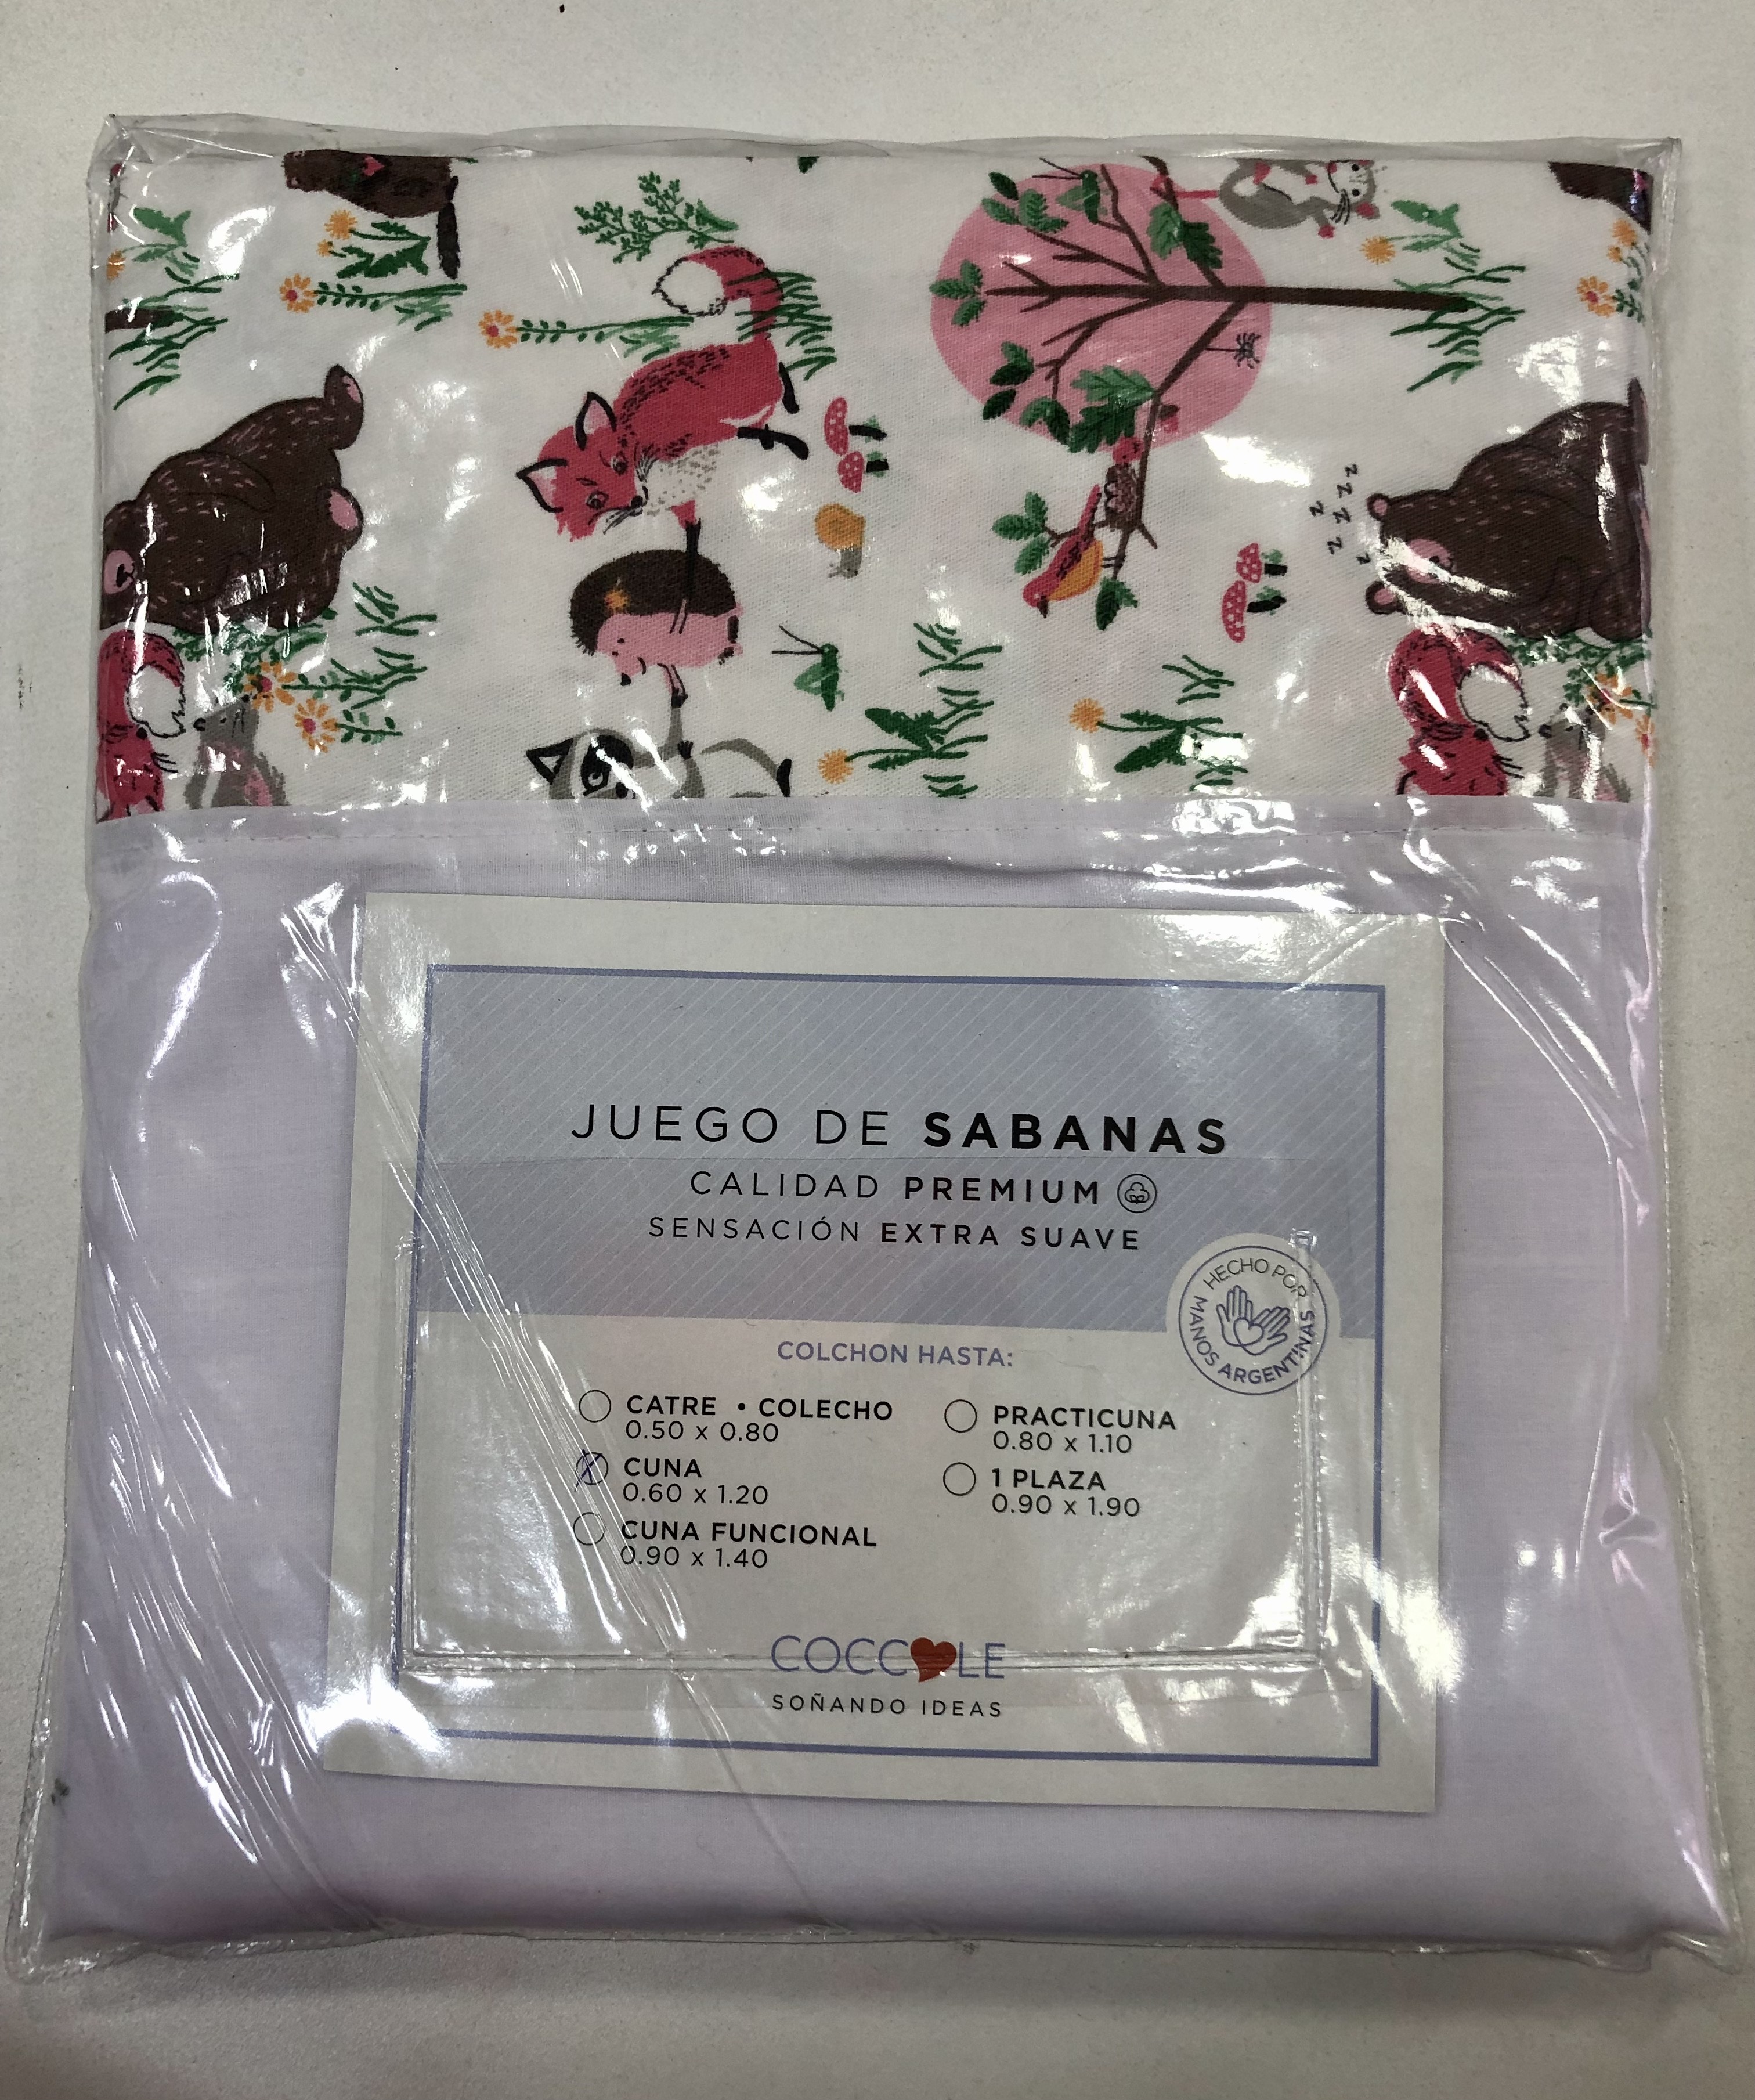 z z z z z z z z
JUEGO DE SABANAS
CALIDAD PREMIUM
SENSACIÓN EXTRA SUAVE
HECHO POR
MANOS ARGENTINAS
COLCHON HASTA:
CATRE • COLECHO
0.50 x 0.80
CUNA
0.60 x 1.20
CUNA FUNCIONAL
0.90 x 1.40
PRACTICUNA
0.80 x 1.10
1 PLAZA
0.90 x 1.90
COCCOLE
SOÑANDO IDEAS